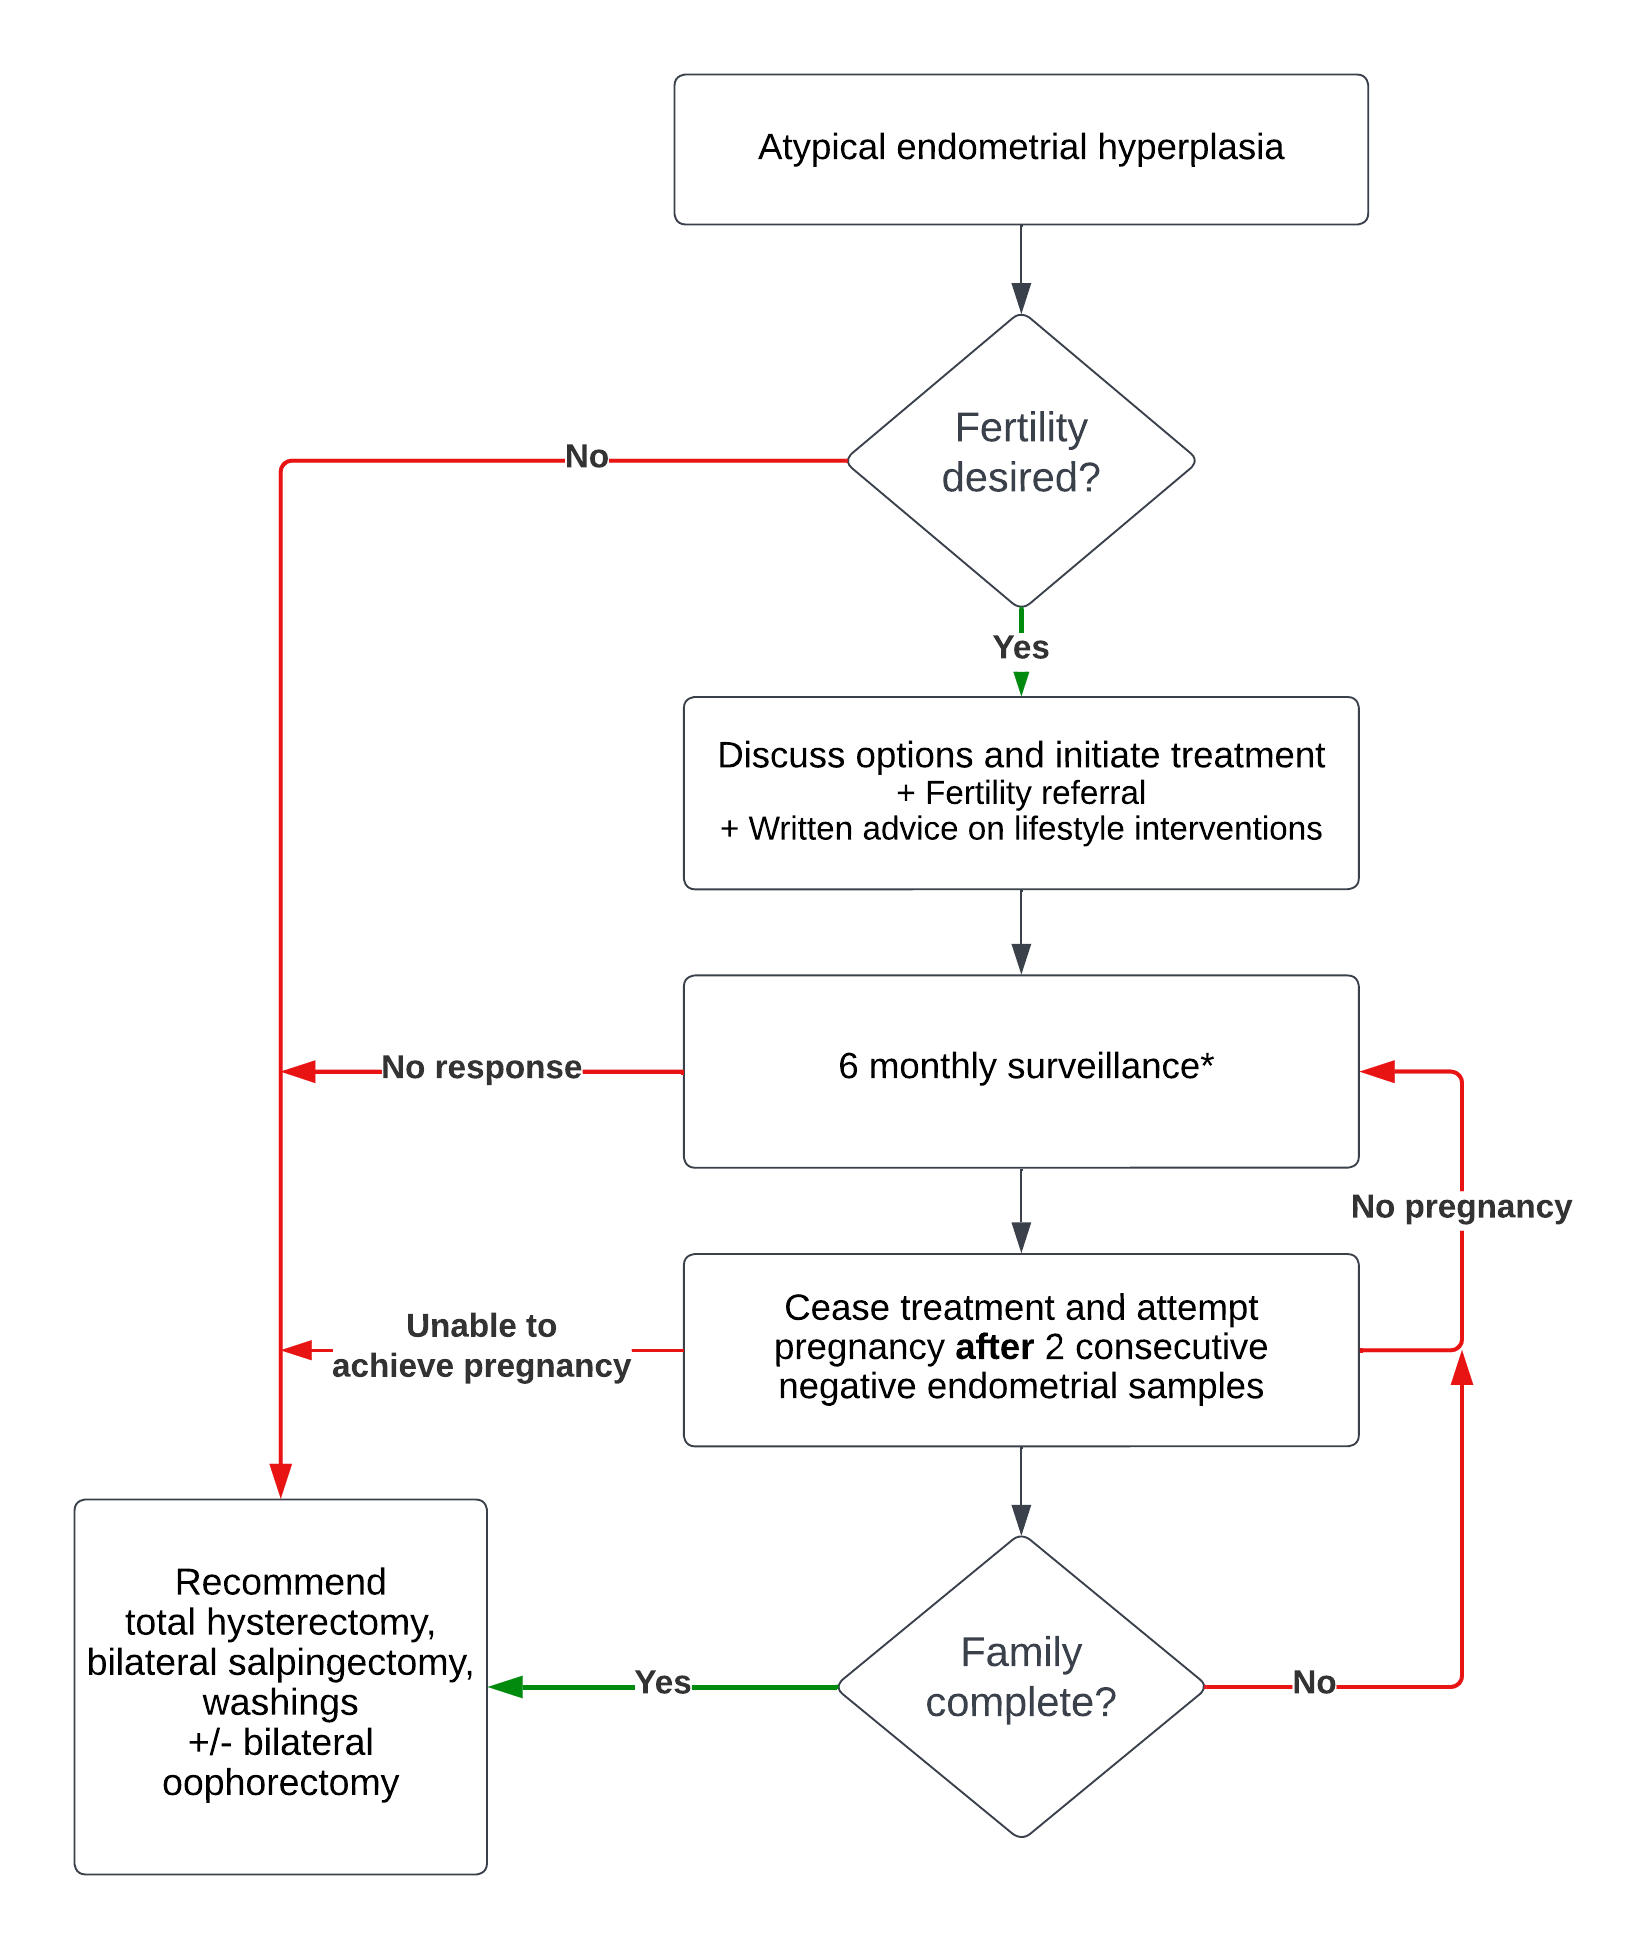 Atypical endometrial hyperplasia
Fertility
desired?
No
Yes
Discuss options and initiate treatment
+ Fertility referral
+ Written advice on lifestyle interventions
6 monthly surveillance*
No response
No pregnancy
Cease treatment and attempt
pregnancy after 2 consecutive
negative endometrial samples
Unable to
achieve pregnancy
Family
complete?
Yes
No
Recommend
total hysterectomy,
bilateral salpingectomy,
washings
+/- bilateral
oophorectomy